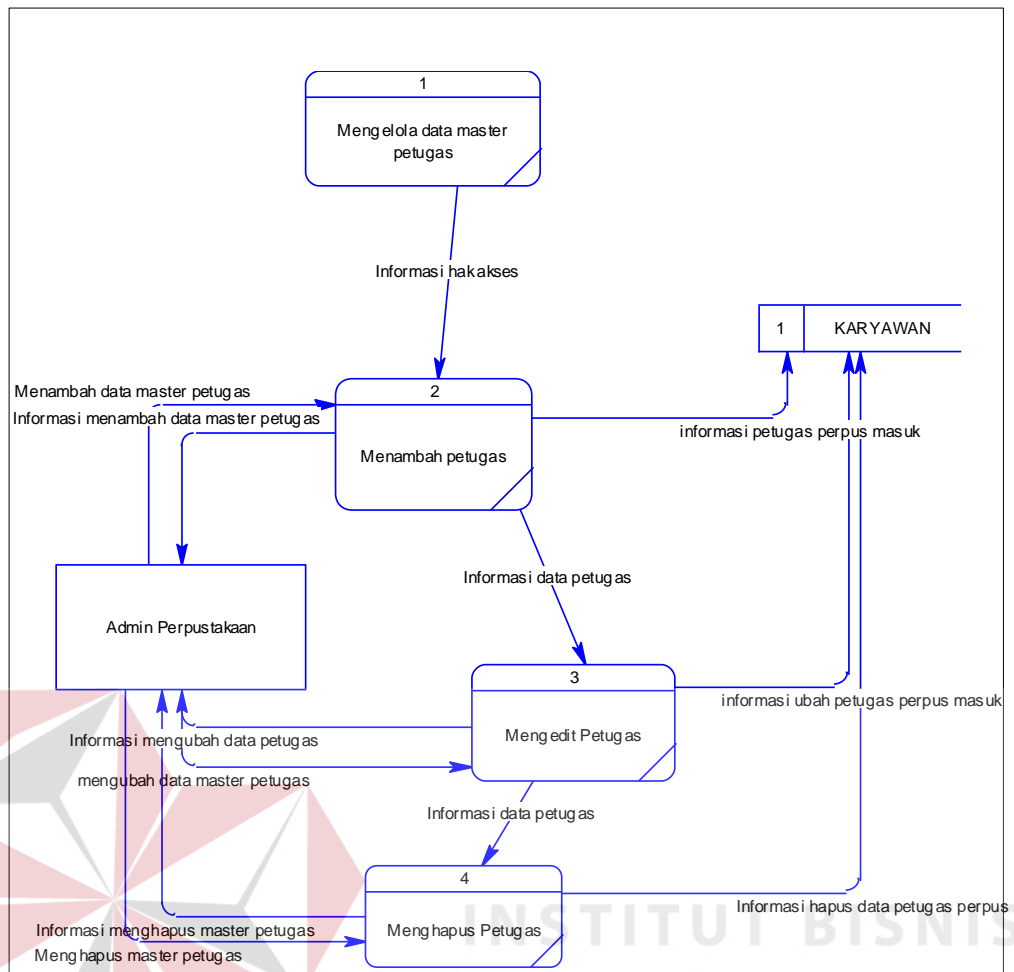 1
Mengelola data master
petugas
Informasi hak akses
1
KARYAWAN
2
Menambah data master petugas
Informasi menambah data master petugas
informasi petugas perpus masuk
Menambah petugas
Informasi data petugas
Admin Perpustakaan
3
informasi ubah petugas perpus masuk
Mengedit Petugas
Informasi mengubah data petugas
mengubah data master petugas
Informasi data petugas
4
Informasi hapus data petugas perpus
Menghapus Petugas
Informasi menghapus master petugas
Menghapus master petugas
INSTITUT BISNIS